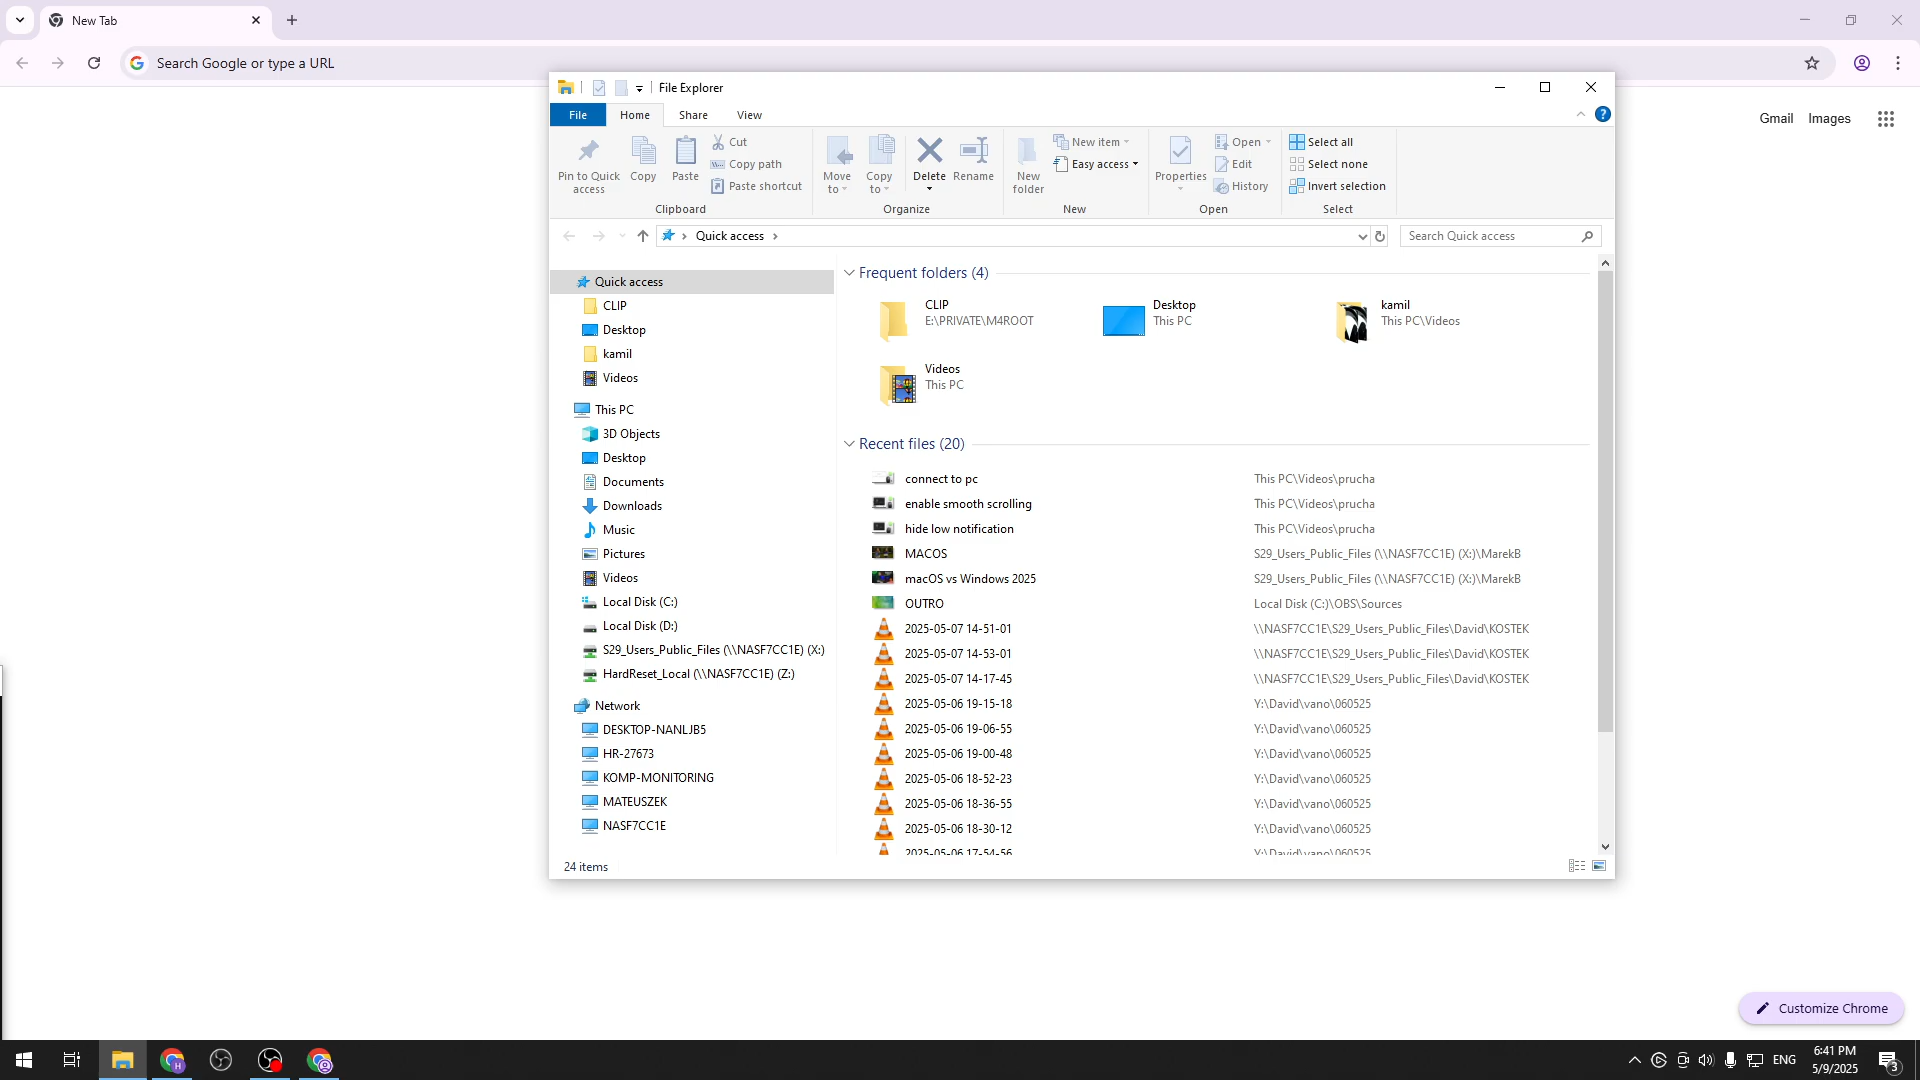 New Tab
Search Google or type a URL
File Explorer
File
Home
Share
View
Gmail
Images
Pin to Quick
access
Copy
Paste
Cut
Copy path
Paste shortcut
Clipboard
Move
to
Copy
to
Delete
Rename
Organize
New
folder
New item
Easy access
New
Properties
Open
Edit
History
Open
Select all
Select none
Invert selection
Select
Quick access
Search Quick access
Quick access
CLIP
Desktop
kamil
Videos
This PC
3D Objects
Desktop
Documents
Downloads
Music
Pictures
Videos
Local Disk (C:)
Local Disk (D:)
S29_Users_Public_Files (\\NASF7CC1E) (X:)
HardReset_Local (\\NASF7CC1E) (Z:)
Network
DESKTOP-NANLJB5
HR-27673
KOMP-MONITORING
MATEUSZEK
NASF7CC1E
Frequent folders (4)
CLIP
E:\PRIVATE\M4ROOT
Desktop
This PC
kamil
This PC\Videos
Videos
This PC
Recent files (20)
connect to pc This PC\Videos\prucha
enable smooth scrolling This PC\Videos\prucha
hide low notification This PC\Videos\prucha
MACOS S29_Users_Public_Files (\\NASF7CC1E) (X:)\MarekB
macOS vs Windows 2025 S29_Users_Public_Files (\\NASF7CC1E) (X:)\MarekB
OUTRO Local Disk (C:)\OBS\Sources
2025-05-07 14-51-01 \\NASF7CC1E\S29_Users_Public_Files\David\KOSTEK
2025-05-07 14-53-01 \\NASF7CC1E\S29_Users_Public_Files\David\KOSTEK
2025-05-07 14-17-45 \\NASF7CC1E\S29_Users_Public_Files\David\KOSTEK
2025-05-06 19-15-18 Y:\David\vano\060525
2025-05-06 19-06-55 Y:\David\vano\060525
2025-05-06 19-00-48 Y:\David\vano\060525
2025-05-06 18-52-23 Y:\David\vano\060525
2025-05-06 18-36-55 Y:\David\vano\060525
2025-05-06 18-30-12 Y:\David\vano\060525
2025-05-06 17-54-56 Y:\David\vano\060525
24 items
Customize Chrome
ENG
6:41 PM
5/9/2025
3